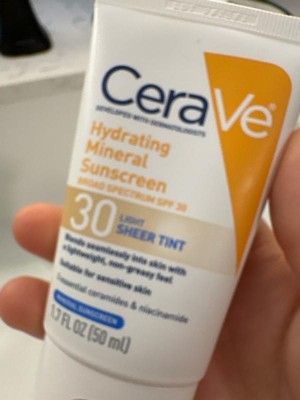 CeraVe®
DEVELOPED WITH DERMATOLOGISTS
Hydrating
Mineral
Sunscreen
BROAD SPECTRUM SPF 30
30 LIGHT
SHEER TINT
Blends seamlessly into skin with
a lightweight, non-greasy feel
Suitable for sensitive skin
3 essential ceramides & niacinamide
MINERAL SUNSCREEN
1.7 FL OZ (50 ml)